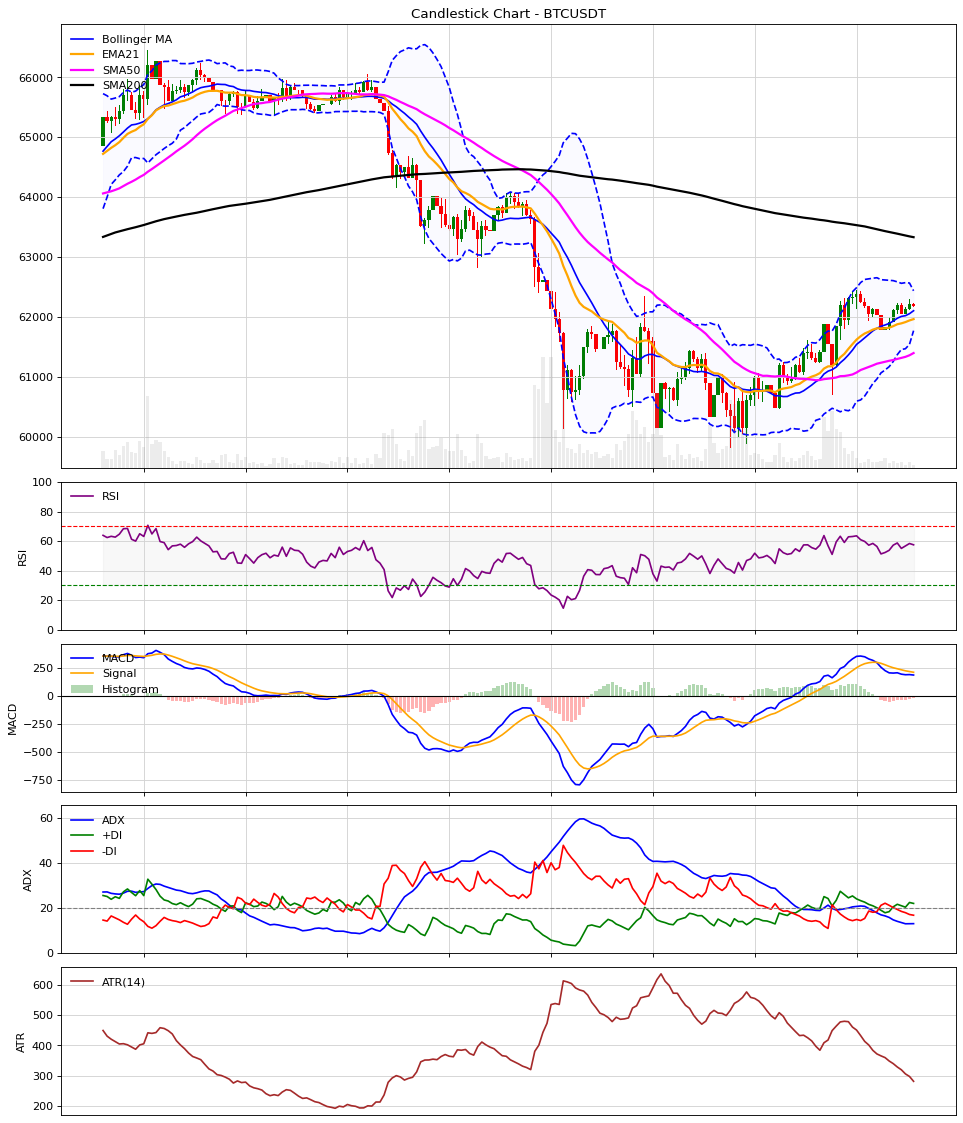 Candlestick Chart - BTCUSDT
Bollinger MA
EMA21
SMA50
SMA200
66000
65000
64000
63000
62000
61000
60000
100
80
60
40
20
0
RSI
RSI
MACD
Signal
Histogram
250
0
−250
−500
−750
MACD
ADX
+DI
-DI
60
40
20
0
ADX
ATR(14)
600
500
400
300
200
ATR